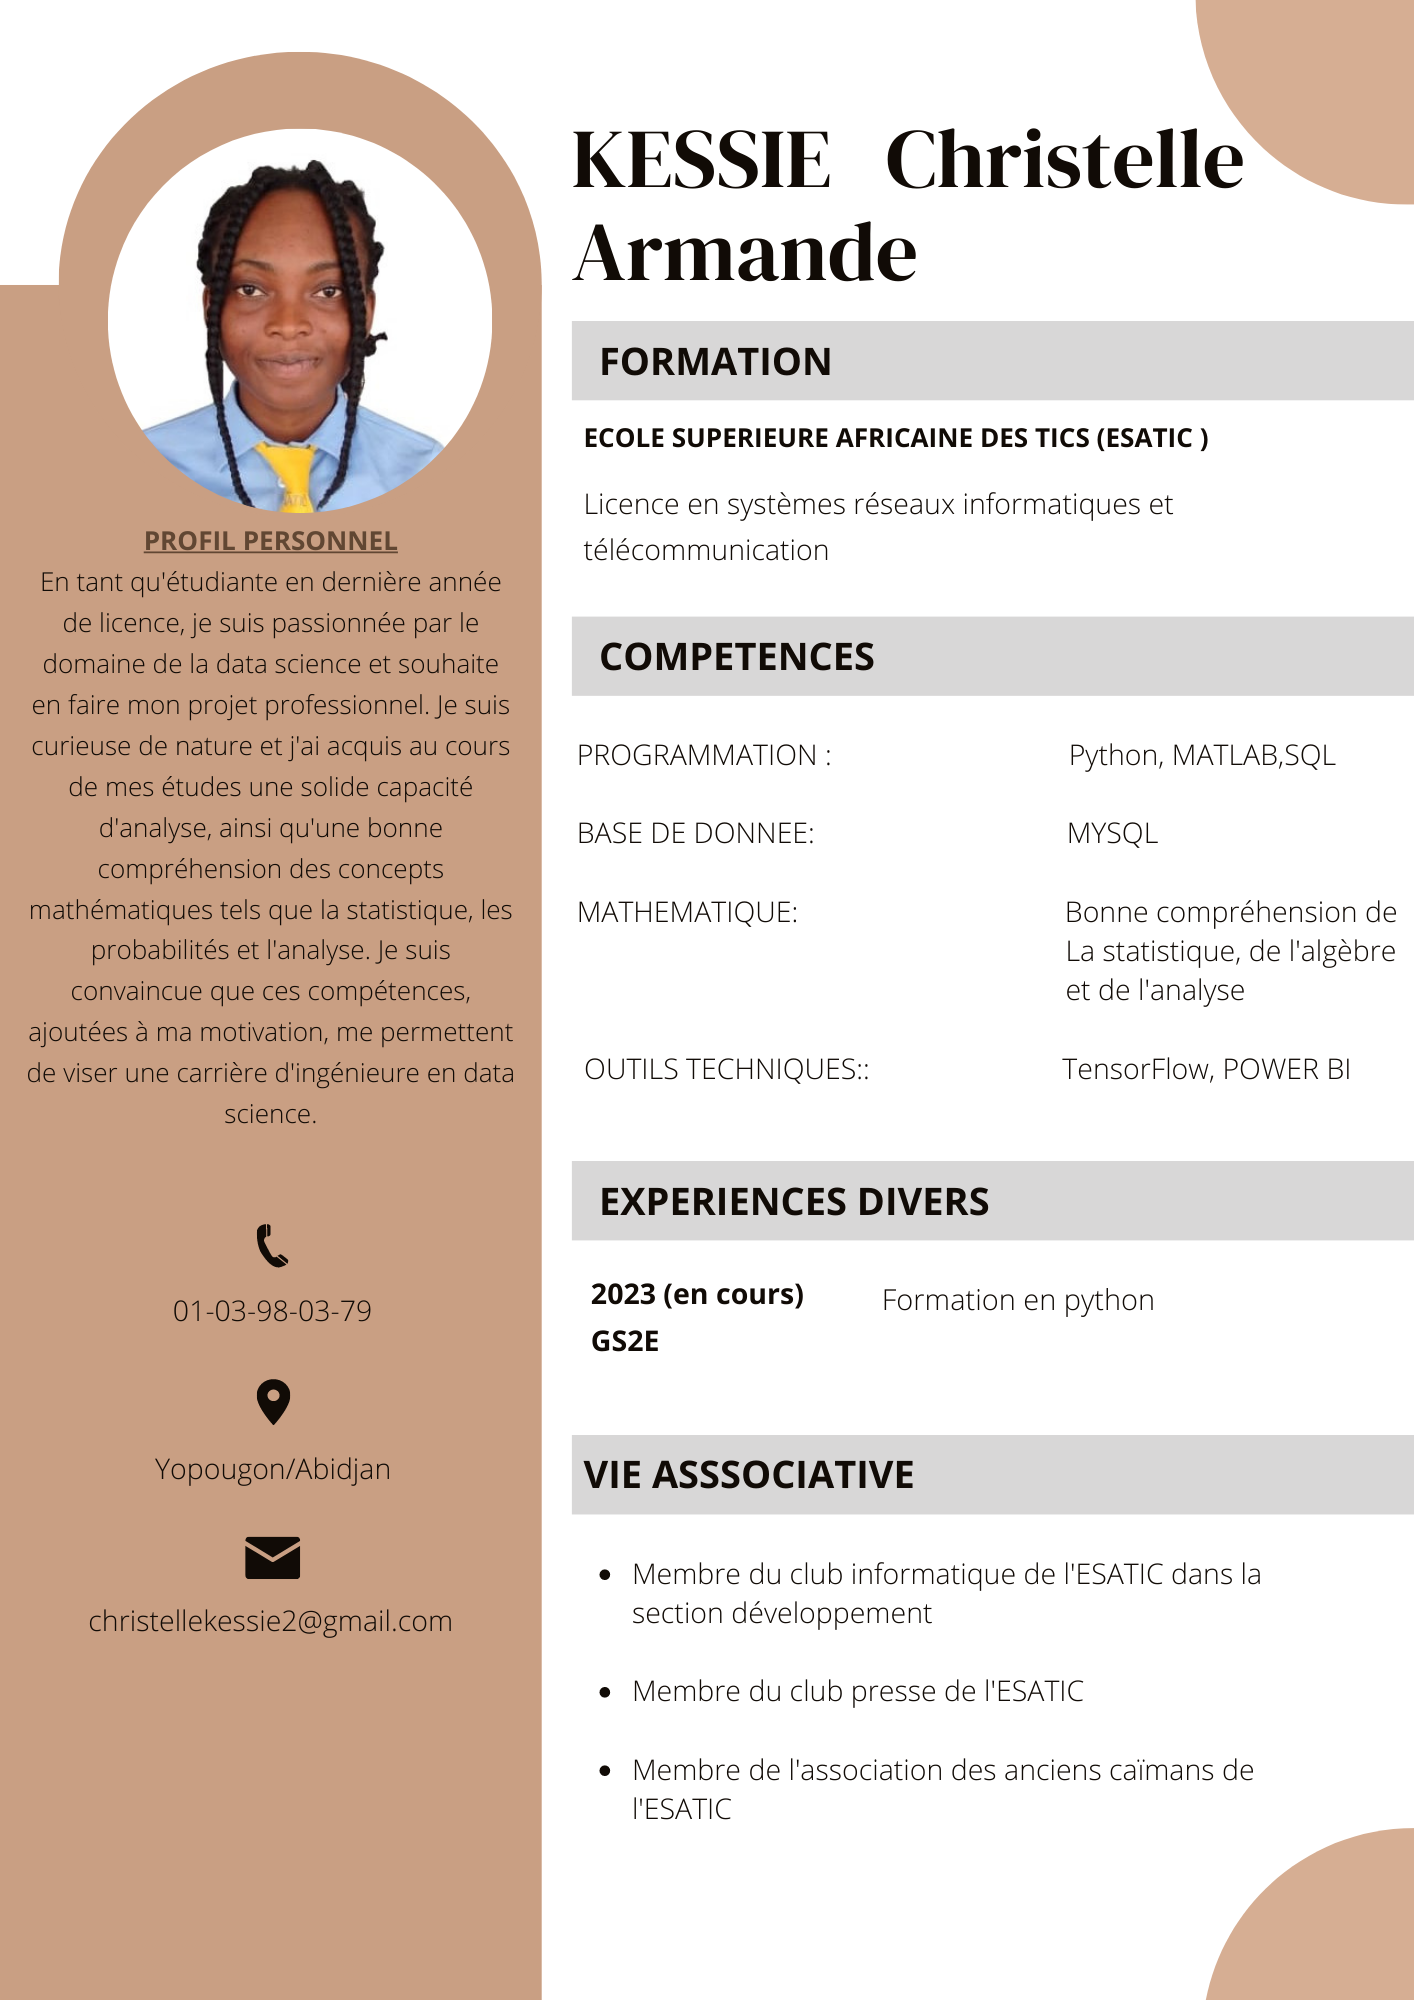 KESSIE Christelle
Armande
PROFIL PERSONNEL
En tant qu'étudiante en dernière année
de licence, je suis passionnée par le
domaine de la data science et souhaite
en faire mon projet professionnel. Je suis
curieuse de nature et j'ai acquis au cours
de mes études une solide capacité
d'analyse, ainsi qu'une bonne
compréhension des concepts
mathématiques tels que la statistique, les
probabilités et l'analyse. Je suis
convaincue que ces compétences,
ajoutées à ma motivation, me permettent
de viser une carrière d'ingénieure en data
science.
01-03-98-03-79
Yopougon/Abidjan
christellekessie2@gmail.com
FORMATION
ECOLE SUPERIEURE AFRICAINE DES TICS (ESATIC )
Licence en systèmes réseaux informatiques et
télécommunication
COMPETENCES
PROGRAMMATION : Python, MATLAB,SQL
BASE DE DONNEE: MYSQL
MATHEMATIQUE: Bonne compréhension de
La statistique, de l'algèbre
et de l'analyse
OUTILS TECHNIQUES:: TensorFlow, POWER BI
EXPERIENCES DIVERS
2023 (en cours) Formation en python
GS2E
VIE ASSSOCIATIVE
• Membre du club informatique de l'ESATIC dans la
section développement
• Membre du club presse de l'ESATIC
• Membre de l'association des anciens caïmans de
l'ESATIC